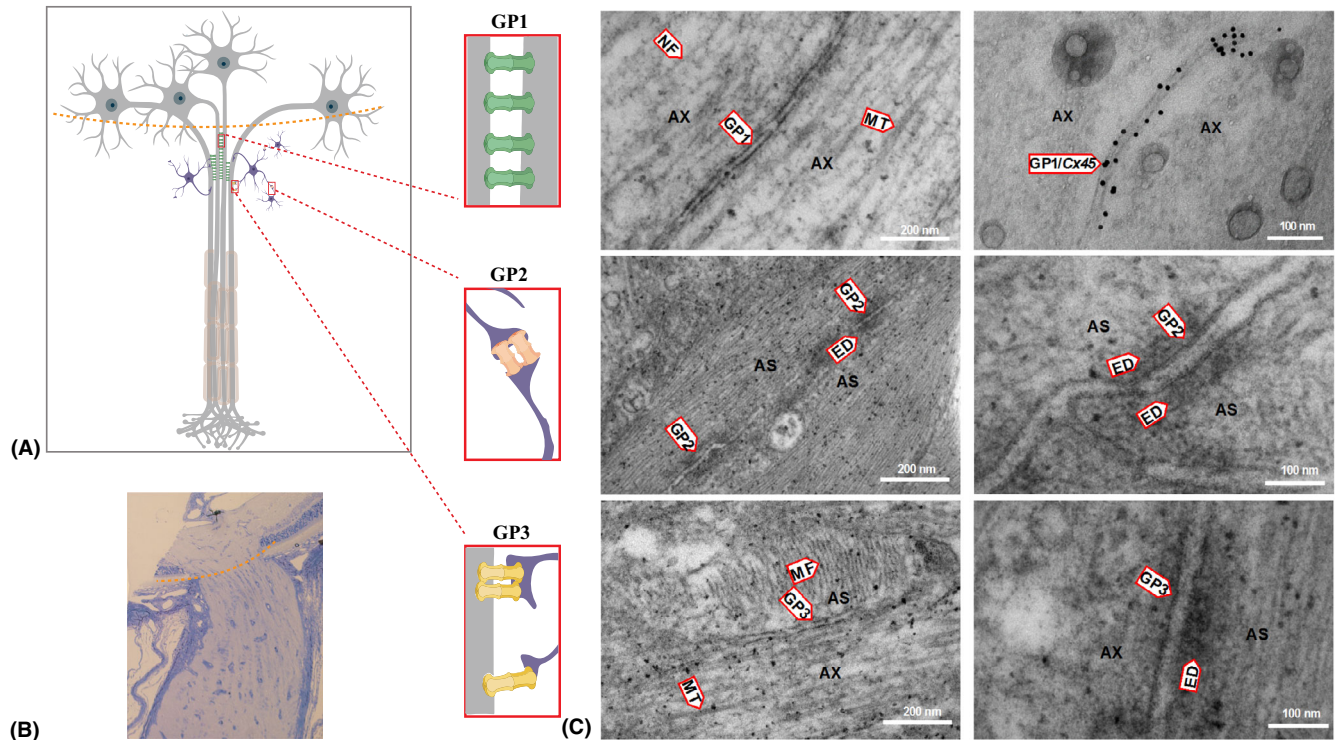 (A)
GP1
GP2
GP3
(B)
(C)
NF
AX
GP1
MT
AX
200 nm
AX
AX
GP1/Cx45
100 nm
GP2
ED
AS
AS
GP2
200 nm
AS
GP2
ED
ED
AS
100 nm
MF
GP3
AS
AX
MT
200 nm
GP3
AX
AS
ED
100 nm